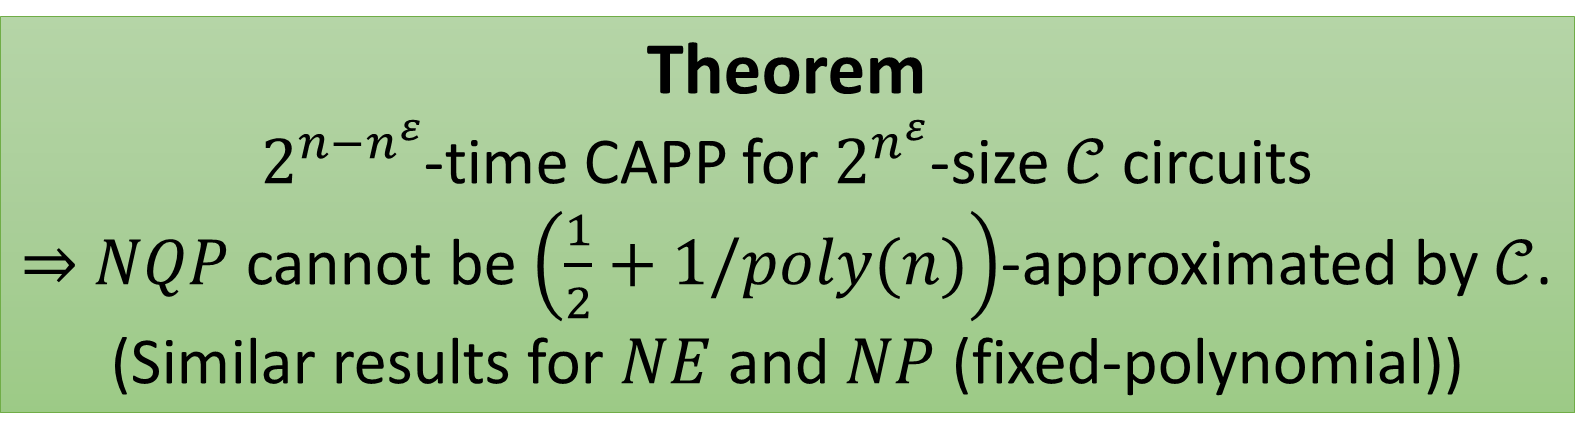 Theorem
2^{n−n^ε}-time CAPP for 2^{n^ε}-size 𝒞 circuits
⇒ NQP cannot be (1/2 + 1/poly(n))-approximated by 𝒞.
(Similar results for NE and NP (fixed-polynomial))